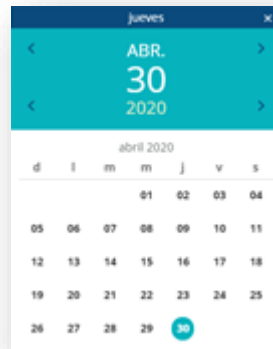 jueves ×
ABR.
30
2020
abril 2020
d l m m j v s
01 02 03 04
05 06 07 08 09 10 11
12 13 14 15 16 17 18
19 20 21 22 23 24 25
26 27 28 29 30